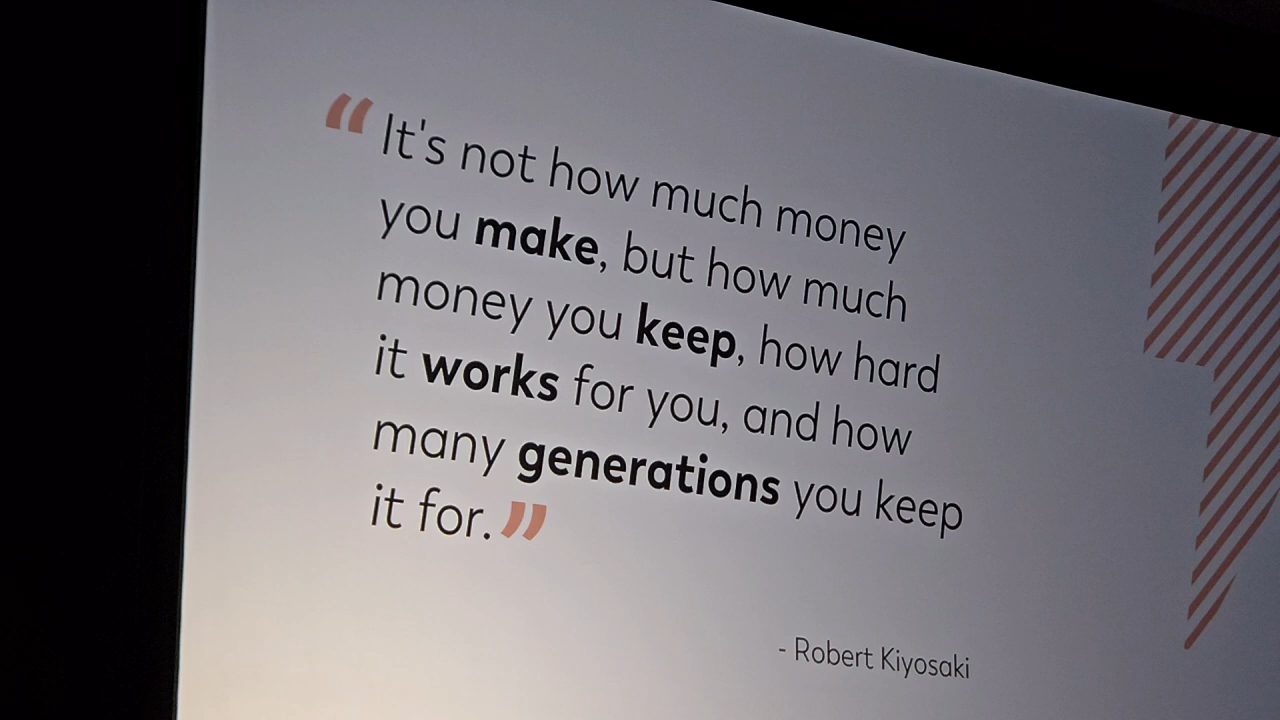 “It's not how much money
you make, but how much
money you keep, how hard
it works for you, and how
many generations you keep
it for.”
- Robert Kiyosaki